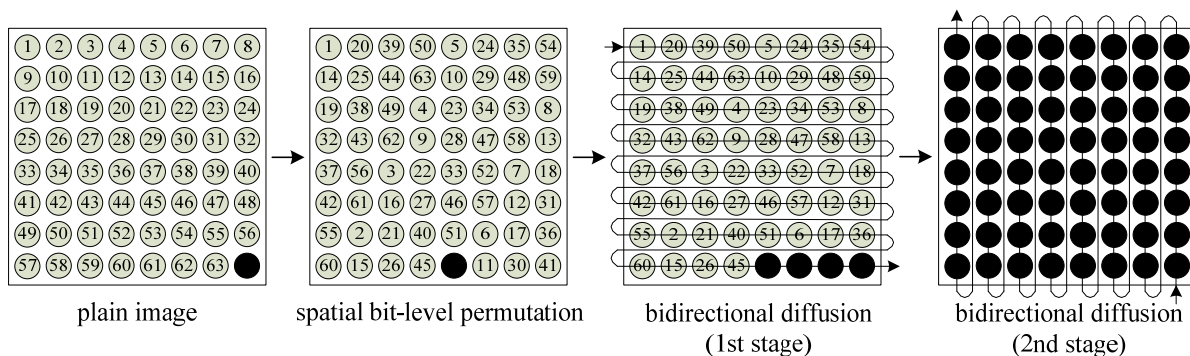 1 2 3 4 5 6 7 8
9 10 11 12 13 14 15 16
17 18 19 20 21 22 23 24
25 26 27 28 29 30 31 32
33 34 35 36 37 38 39 40
41 42 43 44 45 46 47 48
49 50 51 52 53 54 55 56
57 58 59 60 61 62 63
plain image
1 20 39 50 5 24 35 54
14 25 44 63 10 29 48 59
19 38 49 4 23 34 53 8
32 43 62 9 28 47 58 13
37 56 3 22 33 52 7 18
42 61 16 27 46 57 12 31
55 2 21 40 51 6 17 36
60 15 26 45 11 30 41
spatial bit-level permutation
1 20 39 50 5 24 35 54
14 25 44 63 10 29 48 59
19 38 49 4 23 34 53 8
32 43 62 9 28 47 58 13
37 56 3 22 33 52 7 18
42 61 16 27 46 57 12 31
55 2 21 40 51 6 17 36
60 15 26 45
bidirectional diffusion
(1st stage)
bidirectional diffusion
(2nd stage)